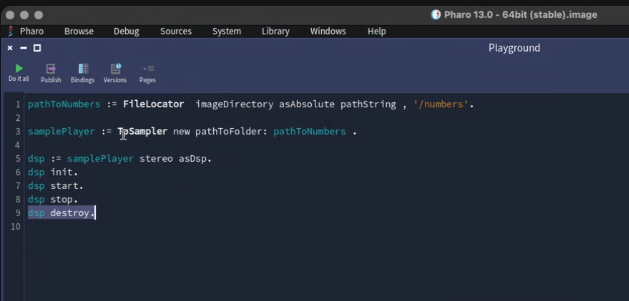 Pharo 13.0 - 64bit (stable).image
Pharo Browse Debug Sources System Library Windows Help
Playground
Do it all Publish Bindings Versions Pages
1 pathToNumbers := FileLocator imageDirectory asAbsolute pathString , '/numbers'.
2
3 samplePlayer := TpSampler new pathToFolder: pathToNumbers .
4
5 dsp := samplePlayer stereo asDsp.
6 dsp init.
7 dsp start.
8 dsp stop.
9 dsp destroy.
10